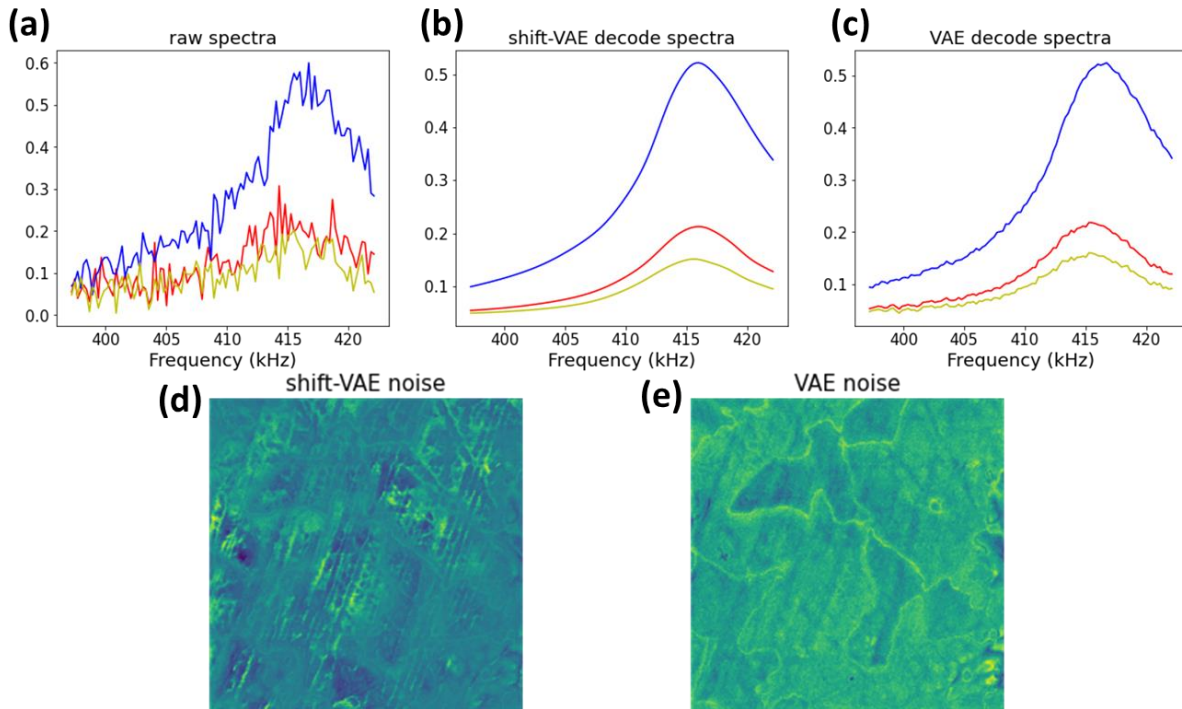 (a)
raw spectra
0.6
0.5
0.4
0.3
0.2
0.1
0.0
400 405 410 415 420
Frequency (kHz)
(b)
shift-VAE decode spectra
0.5
0.4
0.3
0.2
0.1
400 405 410 415 420
Frequency (kHz)
(c)
VAE decode spectra
0.5
0.4
0.3
0.2
0.1
400 405 410 415 420
Frequency (kHz)
(d)
shift-VAE noise
(e)
VAE noise